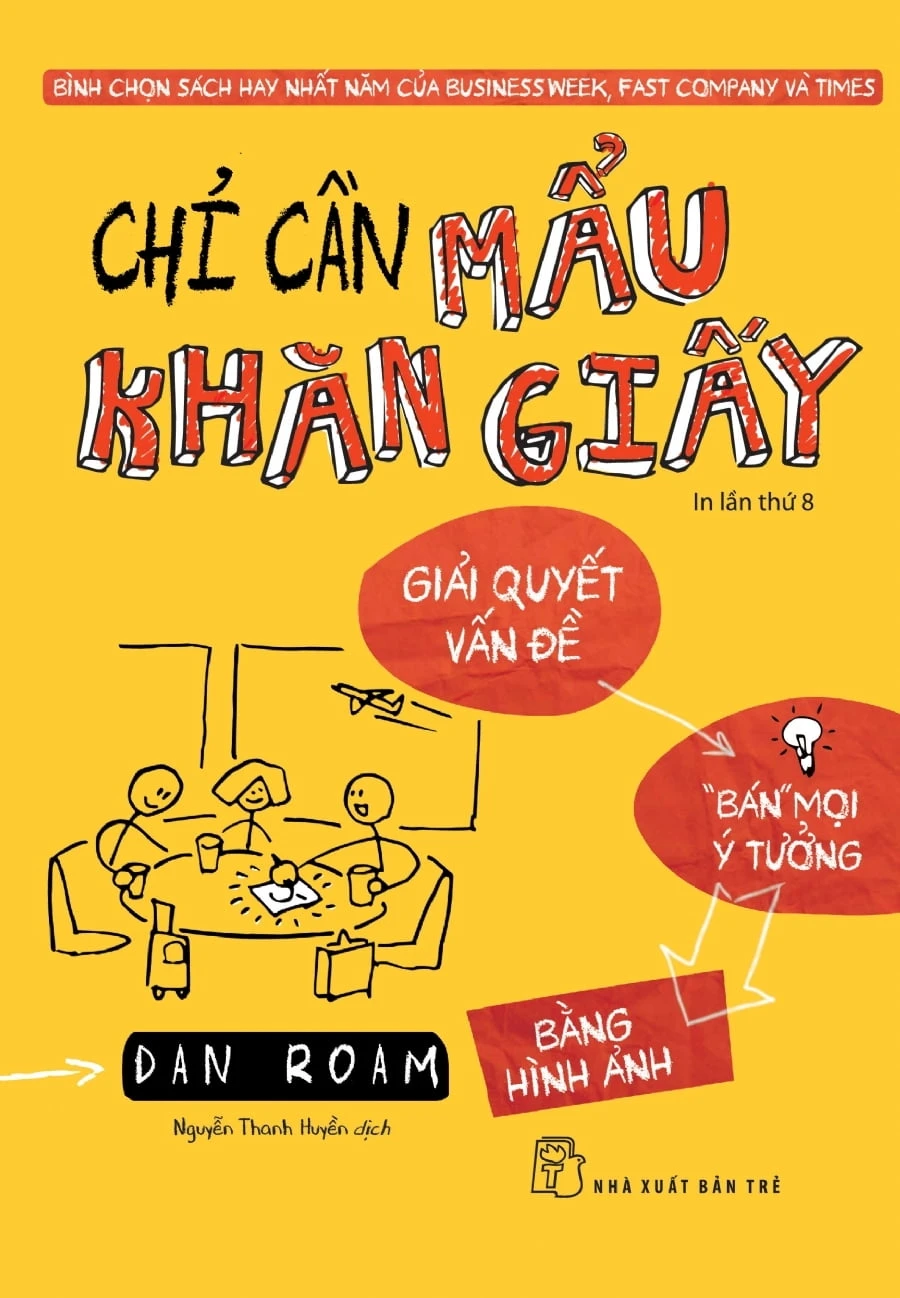 BÌNH CHỌN SÁCH HAY NHẤT NĂM CỦA BUSINESS WEEK, FAST COMPANY VÀ TIMES
CHỈ CẦN MẨU
KHĂN GIẤY
In lần thứ 8
GIẢI QUYẾT
VẤN ĐỀ
"BÁN" MỌI
Ý TƯỞNG
BẰNG
HÌNH ẢNH
DAN ROAM
Nguyễn Thanh Huyền dịch
T
NHÀ XUẤT BẢN TRẺ